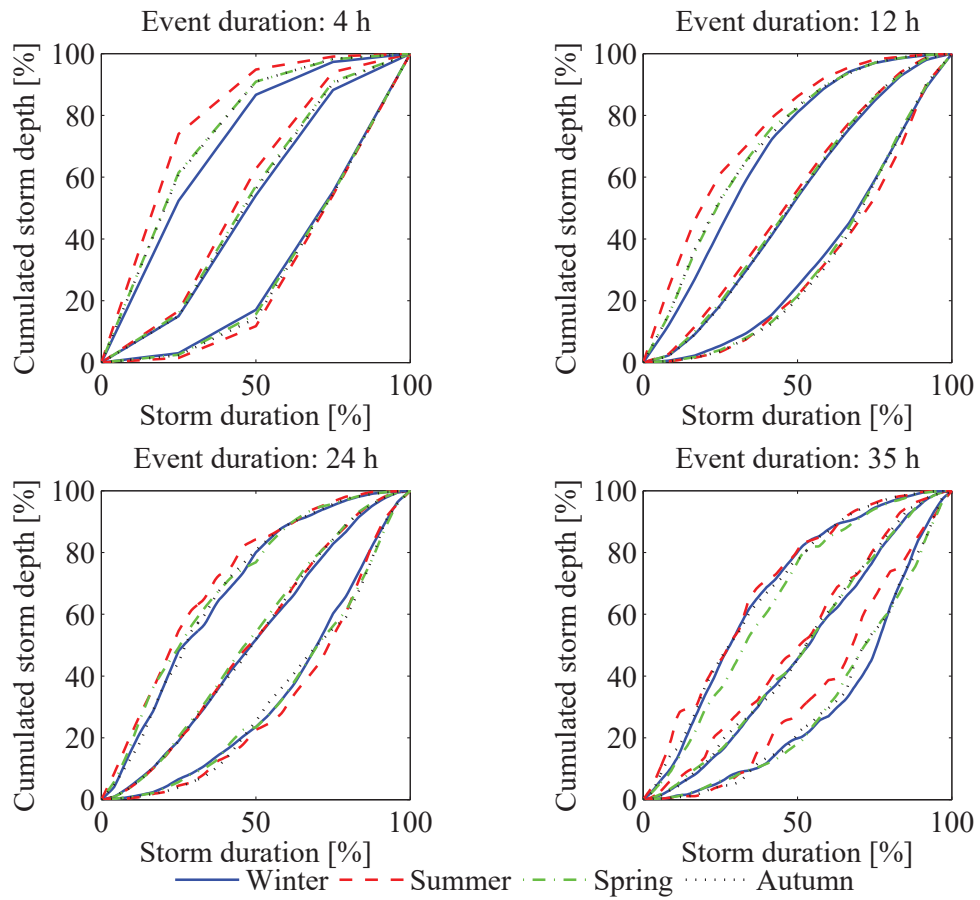 Event duration: 4 h
Cumulated storm depth [%]
100
80
60
40
20
0
0 50 100
Storm duration [%]
Event duration: 12 h
Cumulated storm depth [%]
100
80
60
40
20
0
0 50 100
Storm duration [%]
Event duration: 24 h
Cumulated storm depth [%]
100
80
60
40
20
0
0 50 100
Storm duration [%]
Event duration: 35 h
Cumulated storm depth [%]
100
80
60
40
20
0
0 50 100
Storm duration [%]
Winter Summer Spring Autumn